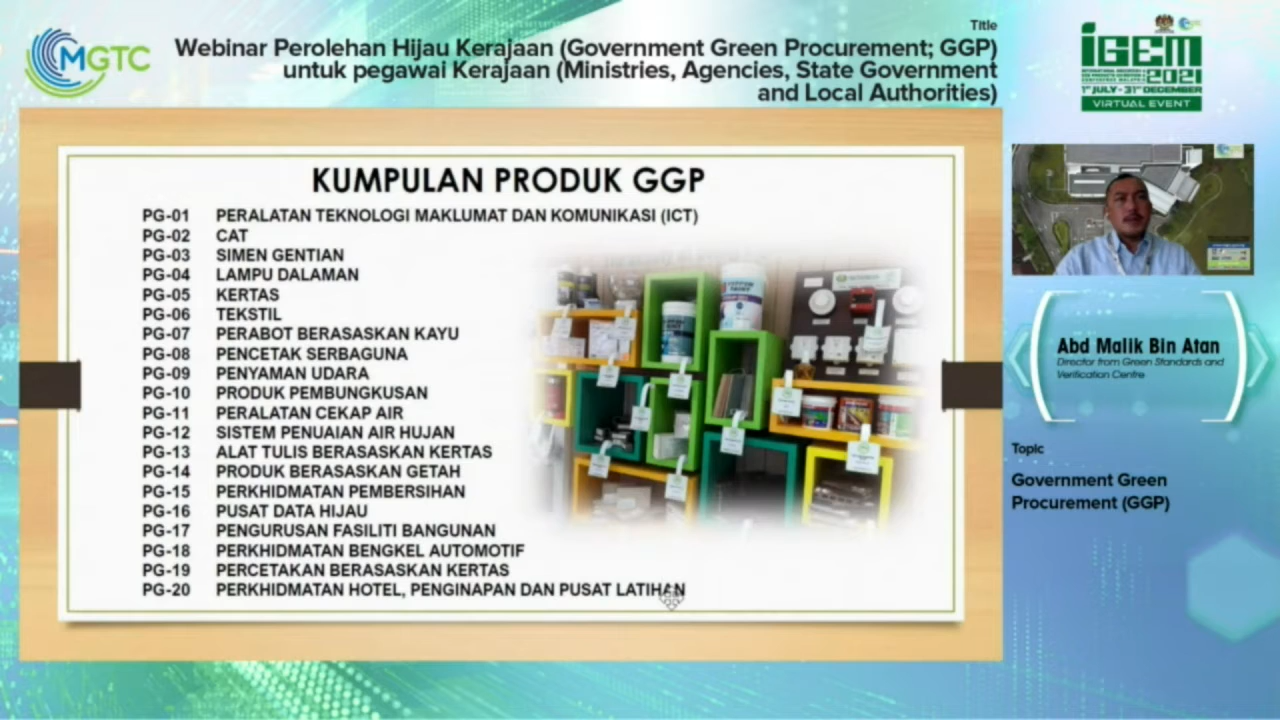 MGTC
Title
Webinar Perolehan Hijau Kerajaan (Government Green Procurement; GGP)
untuk pegawai Kerajaan (Ministries, Agencies, State Government
and Local Authorities)
iGEM
2021
1ST JULY - 31ST DECEMBER
VIRTUAL EVENT
KUMPULAN PRODUK GGP
PG-01 PERALATAN TEKNOLOGI MAKLUMAT DAN KOMUNIKASI (ICT)
PG-02 CAT
PG-03 SIMEN GENTIAN
PG-04 LAMPU DALAMAN
PG-05 KERTAS
PG-06 TEKSTIL
PG-07 PERABOT BERASASKAN KAYU
PG-08 PENCETAK SERBAGUNA
PG-09 PENYAMAN UDARA
PG-10 PRODUK PEMBUNGKUSAN
PG-11 PERALATAN CEKAP AIR
PG-12 SISTEM PENUAIAN AIR HUJAN
PG-13 ALAT TULIS BERASASKAN KERTAS
PG-14 PRODUK BERASASKAN GETAH
PG-15 PERKHIDMATAN PEMBERSIHAN
PG-16 PUSAT DATA HIJAU
PG-17 PENGURUSAN FASILITI BANGUNAN
PG-18 PERKHIDMATAN BENGKEL AUTOMOTIF
PG-19 PERCETAKAN BERASASKAN KERTAS
PG-20 PERKHIDMATAN HOTEL, PENGINAPAN DAN PUSAT LATIHAN
Abd Malik Bin Atan
Director from Green Standards and
Verification Centre
Topic
Government Green
Procurement (GGP)